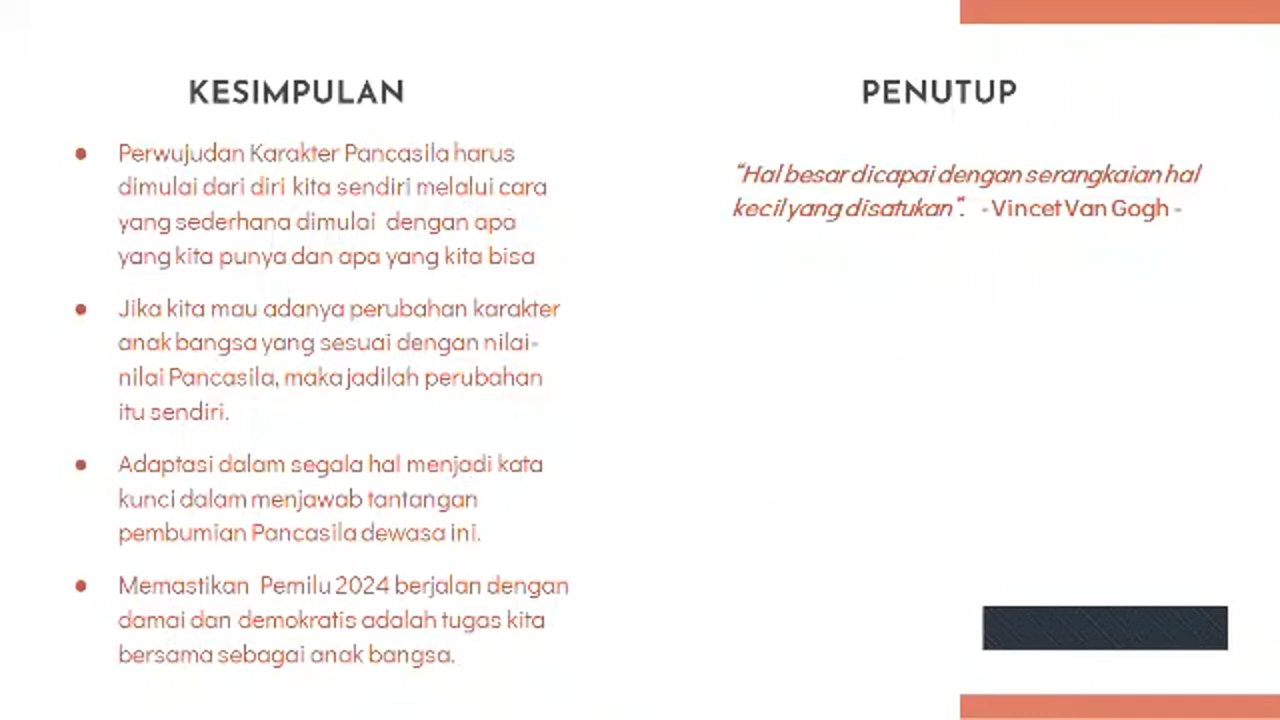 KESIMPULAN
Perwujudan Karakter Pancasila harus
dimulai dari diri kita sendiri melalui cara
yang sederhana dimulai dengan apa
yang kita punya dan apa yang kita bisa
Jika kita mau adanya perubahan karakter
anak bangsa yang sesuai dengan nilai-
nilai Pancasila, maka jadilah perubahan
itu sendiri.
Adaptasi dalam segala hal menjadi kata
kunci dalam menjawab tantangan
pembumian Pancasila dewasa ini.
Memastikan Pemilu 2024 berjalan dengan
damai dan demokratis adalah tugas kita
bersama sebagai anak bangsa.
PENUTUP
“Hal besar dicapai dengan serangkaian hal
kecil yang disatukan”. - Vincet Van Gogh -